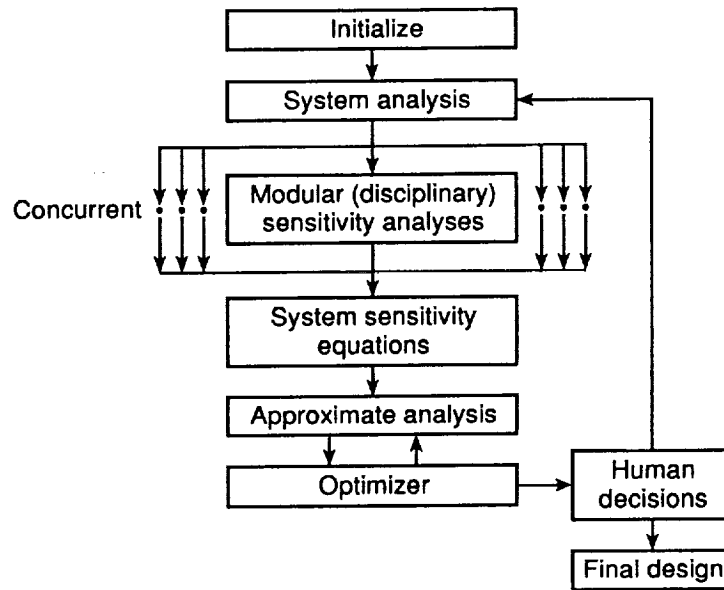 Initialize
System analysis
Concurrent
Modular (disciplinary)
sensitivity analyses
System sensitivity
equations
Approximate analysis
Optimizer
Human
decisions
Final design